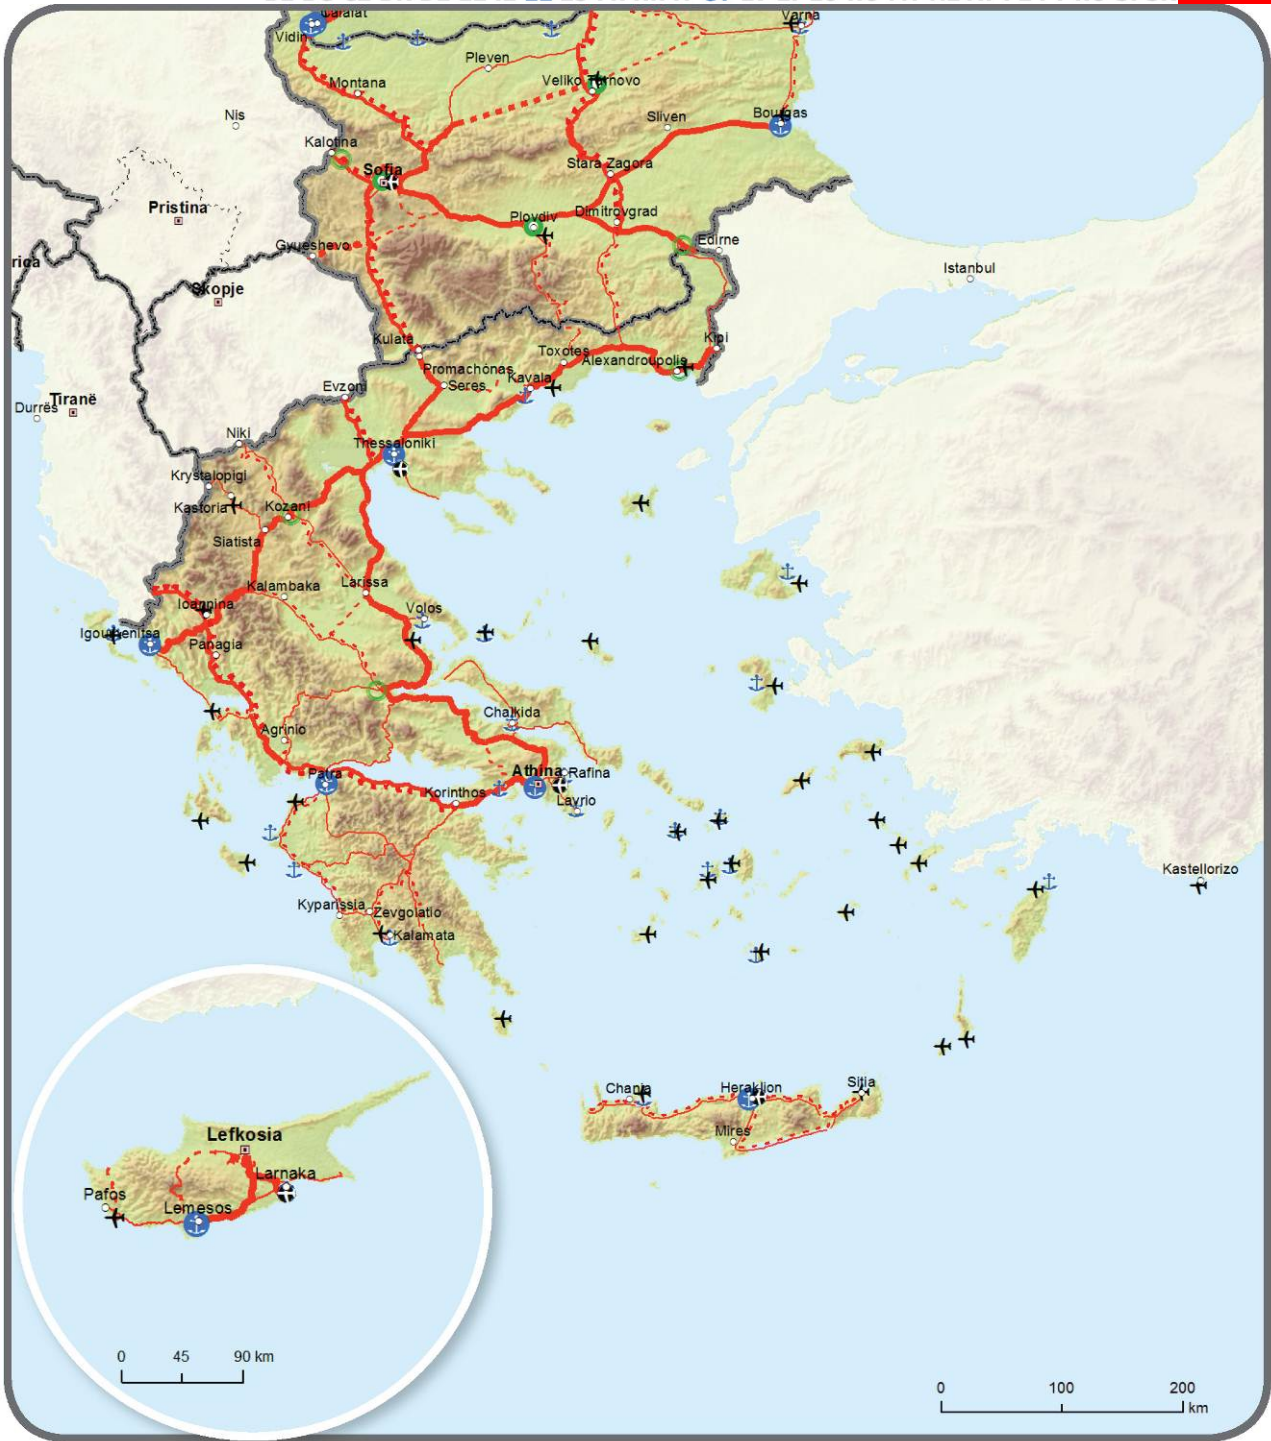 Calafat
Varna
Vidin
Pleven
Montana
Veliko Tarnovo
Nis
Sliven
Bourgas
Kalotina
Sofia
Stara Zagora
Pristina
Plovdiv
Dimitrovgrad
Edirne
Gyueshevo
rica
Istanbul
Skopje
Kulata
Kipi
Toxotes
Alexandroupolis
Promachonas
Evzoni
Seres
Kavala
Tiranë
Durrës
Niki
Thessaloniki
Krystalopigi
Kastoria
Kozani
Siatista
Kalambaka
Larissa
Ioannina
Volos
Igoumenitsa
Panagia
Chalkida
Agrinio
Athina
Rafina
Patra
Korinthos
Lavrio
Kastellorizo
Kyparissia
Zevgolatio
Kalamata
Chania
Heraklion
Sitia
Mires
Lefkosia
Larnaka
Pafos
Lemesos
0 45 90 km
0 100 200
km